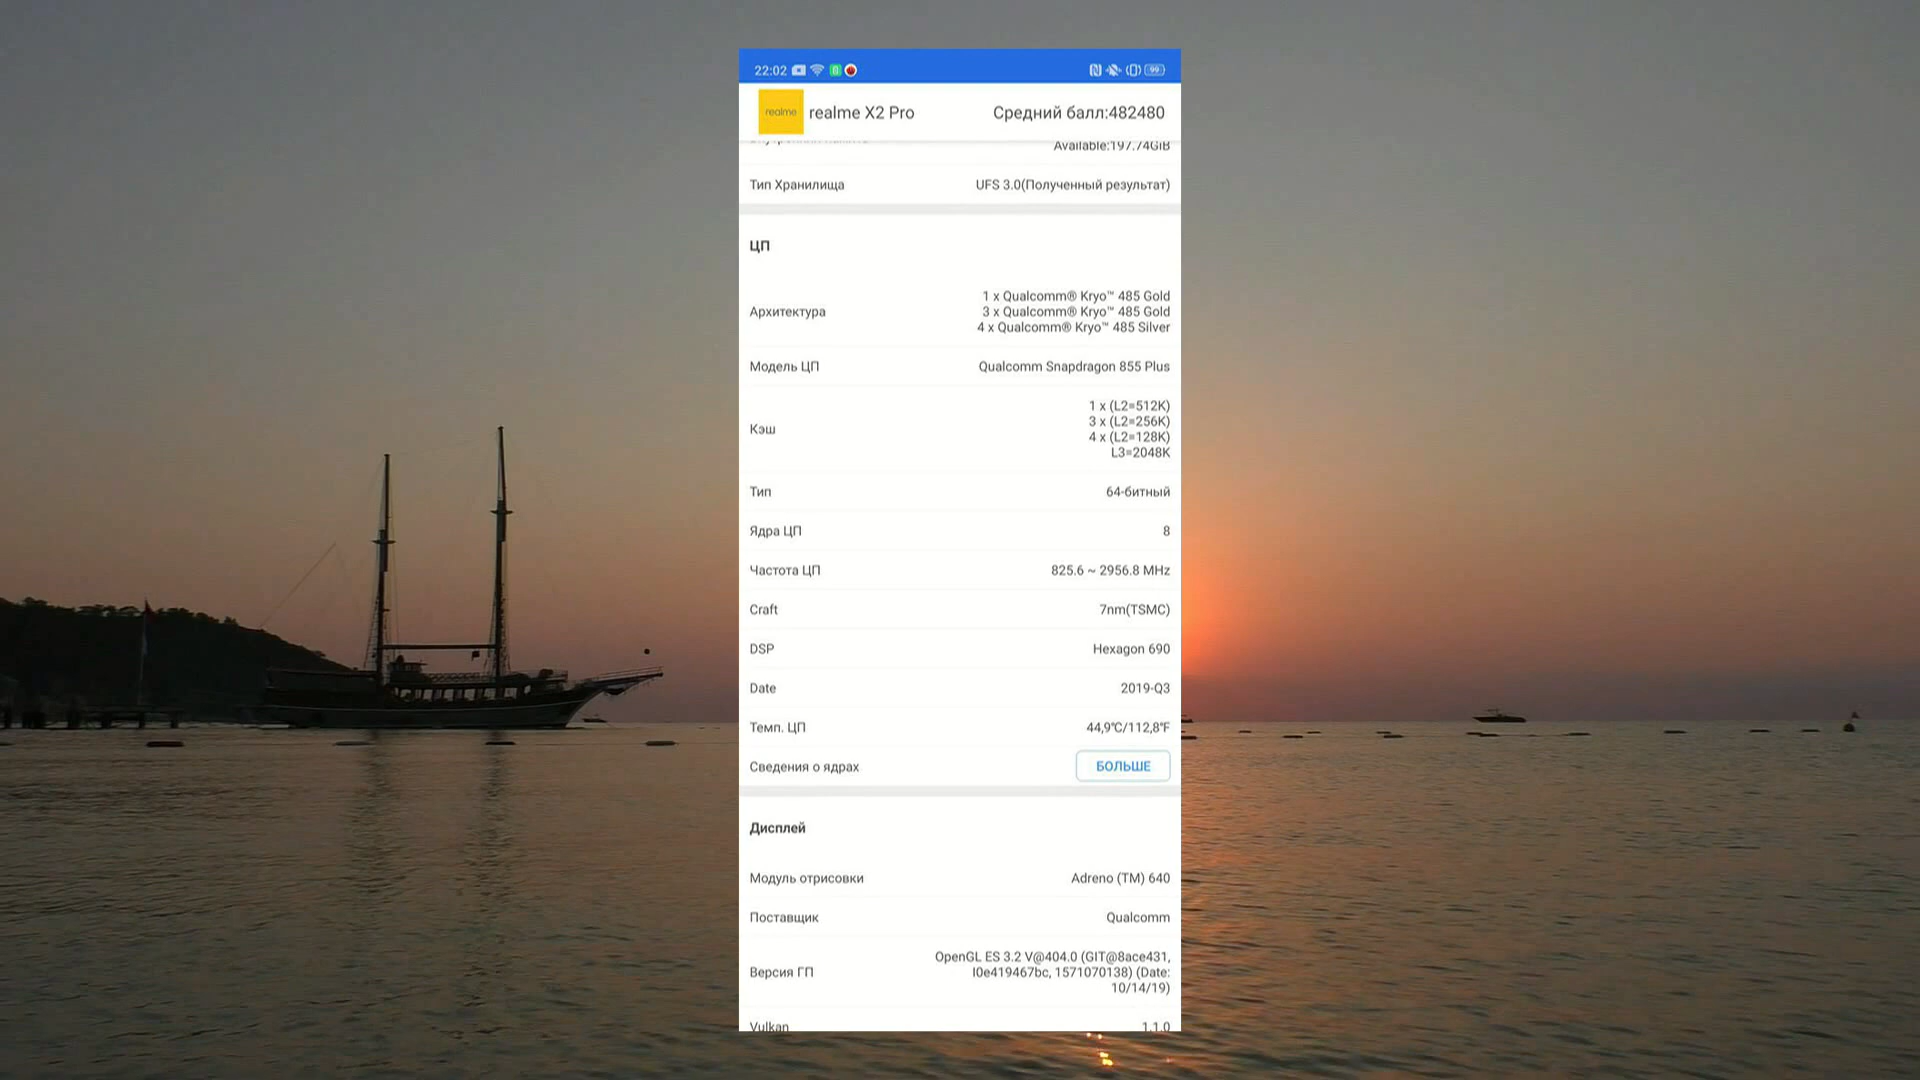 22:02
99
realme
realme X2 Pro
Средний балл:482480
Available:197.74GiB
Тип Хранилища
UFS 3.0(Полученный результат)
ЦП
Архитектура
1 x Qualcomm® Kryo™ 485 Gold
3 x Qualcomm® Kryo™ 485 Gold
4 x Qualcomm® Kryo™ 485 Silver
Модель ЦП
Qualcomm Snapdragon 855 Plus
Кэш
1 x (L2=512K)
3 x (L2=256K)
4 x (L2=128K)
L3=2048K
Тип
64-битный
Ядра ЦП
8
Частота ЦП
825.6 ~ 2956.8 MHz
Craft
7nm(TSMC)
DSP
Hexagon 690
Date
2019-Q3
Темп. ЦП
44,9℃/112,8℉
Сведения о ядрах
БОЛЬШЕ
Дисплей
Модуль отрисовки
Adreno (TM) 640
Поставщик
Qualcomm
Версия ГП
OpenGL ES 3.2 V@404.0 (GIT@8ace431,
I0e419467bc, 1571070138) (Date:
10/14/19)
Vulkan
1.1.0